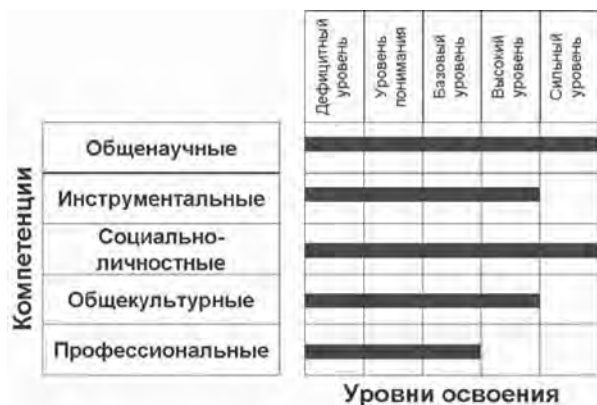 Дефицитный
уровень
Уровень
понимания
Базовый
уровень
Высокий
уровень
Сильный
уровень
Компетенции
Общенаучные
Инструментальные
Социально-
личностные
Общекультурные
Профессиональные
Уровни освоения